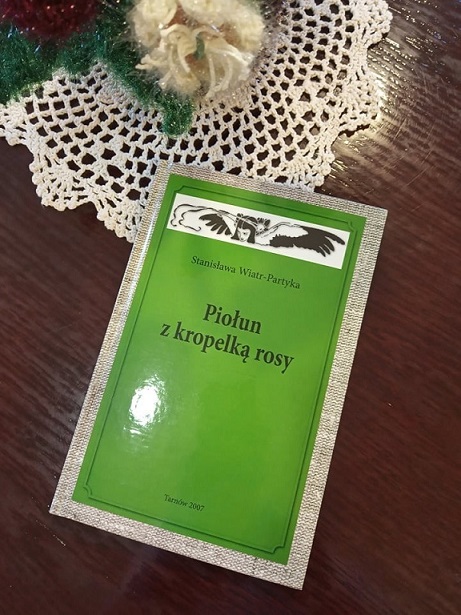 Stanisława Wiatr-Partyka
Piołun
z kropelką rosy
Tarnów 2007